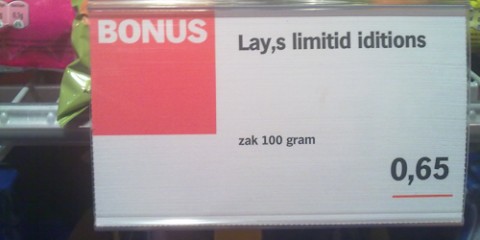 BONUS
Lay,s limitid iditions
zak 100 gram
0,65